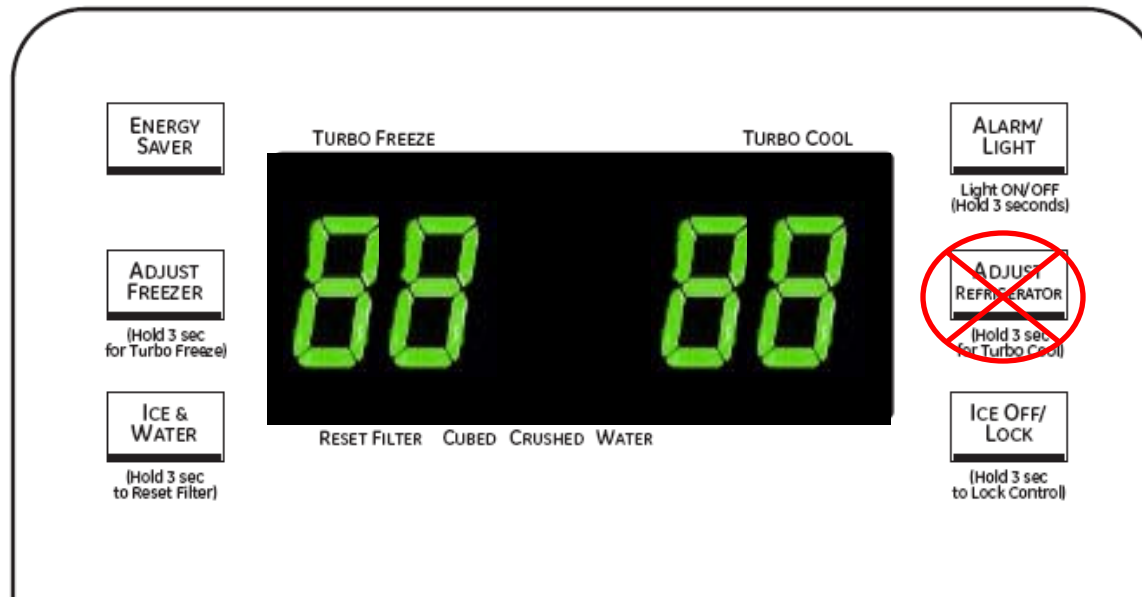 ENERGY
SAVER
TURBO FREEZE
TURBO COOL
ALARM/
LIGHT
Light ON/OFF
(Hold 3 seconds)
88
88
ADJUST
FREEZER
(Hold 3 sec
for Turbo Freeze)
ADJUST
REFRIGERATOR
(Hold 3 sec
for Turbo Cool)
ICE &
WATER
(Hold 3 sec
to Reset Filter)
RESET FILTER CUBED CRUSHED WATER
ICE OFF/
LOCK
(Hold 3 sec
to Lock Control)